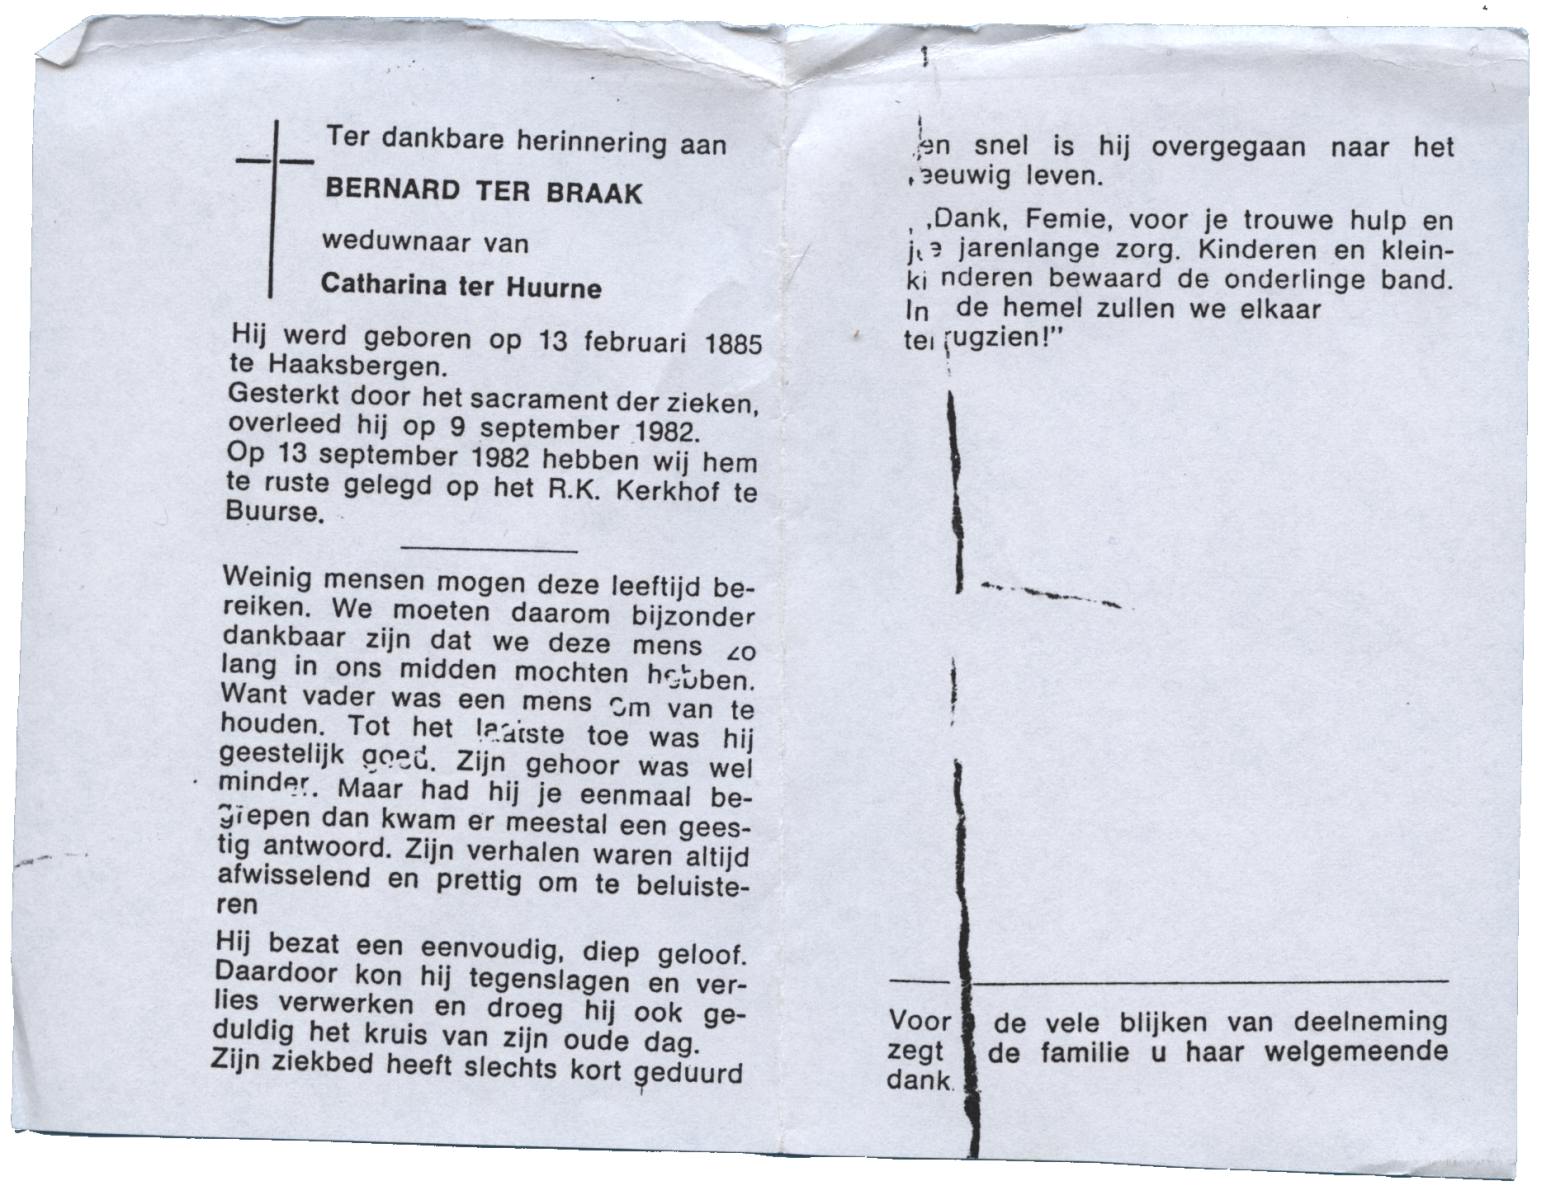 Ter dankbare herinnering aan
BERNARD TER BRAAK
weduwnaar van
Catharina ter Huurne
Hij werd geboren op 13 februari 1885
te Haaksbergen.
Gesterkt door het sacrament der zieken,
overleed hij op 9 september 1982.
Op 13 september 1982 hebben wij hem
te ruste gelegd op het R.K. Kerkhof te
Buurse.
Weinig mensen mogen deze leeftijd be-
reiken. We moeten daarom bijzonder
dankbaar zijn dat we deze mens zo
lang in ons midden mochten hebben.
Want vader was een mens om van te
houden. Tot het laatste toe was hij
geestelijk goed. Zijn gehoor was wel
minder. Maar had hij je eenmaal be-
grepen dan kwam er meestal een gees-
tig antwoord. Zijn verhalen waren altijd
afwisselend en prettig om te beluiste-
ren
Hij bezat een eenvoudig, diep geloof.
Daardoor kon hij tegenslagen en ver-
lies verwerken en droeg hij ook ge-
duldig het kruis van zijn oude dag.
Zijn ziekbed heeft slechts kort geduurd
en snel is hij overgegaan naar het
eeuwig leven.
,,Dank, Femie, voor je trouwe hulp en
je jarenlange zorg. Kinderen en klein-
kinderen bewaard de onderlinge band.
In de hemel zullen we elkaar
terugzien!”
Voor de vele blijken van deelneming
zegt de familie u haar welgemeende
dank.